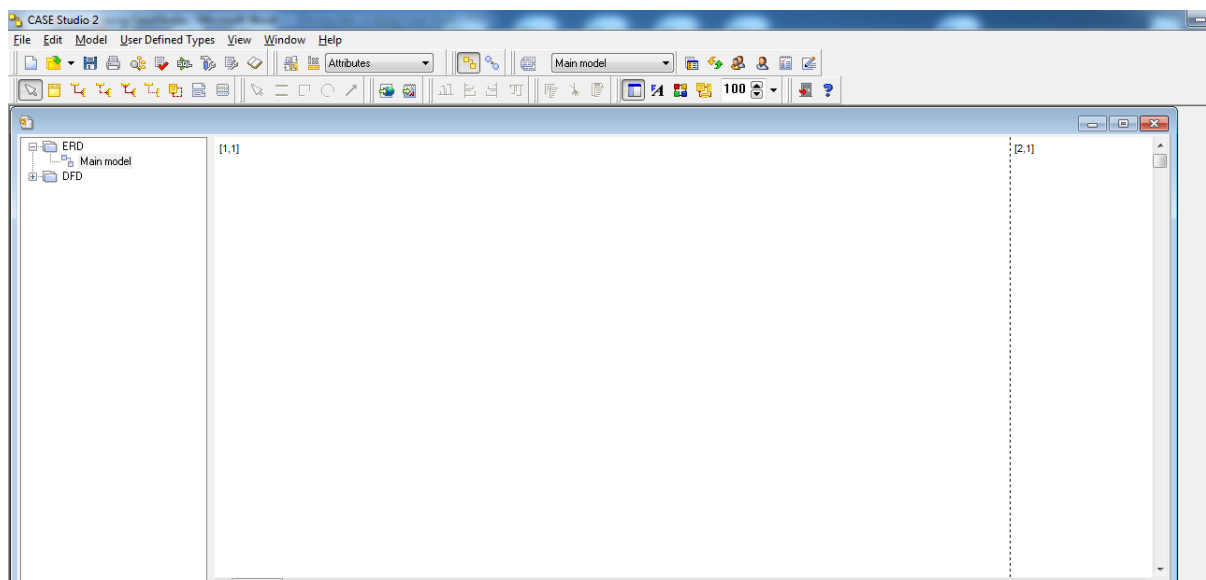 CASE Studio 2
File Edit Model User Defined Types View Window Help
Attributes Main model
100
ERD
Main model
DFD
[1,1] [2,1]